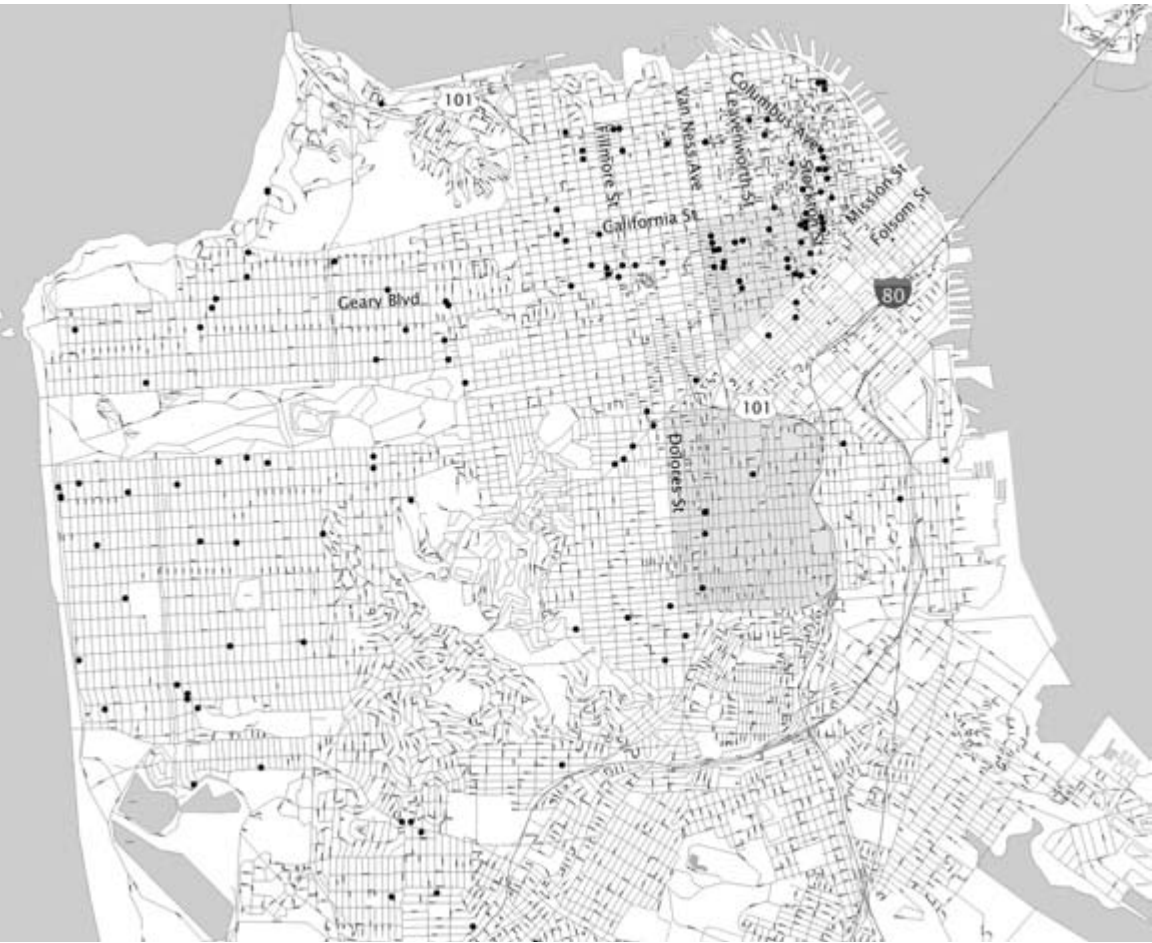 101
Columbus Ave
Van Ness Ave
Leavenworth St
Fillmore St
Stockton St
Mission St
Folsom St
California St
Geary Blvd
80
101
Dolores St